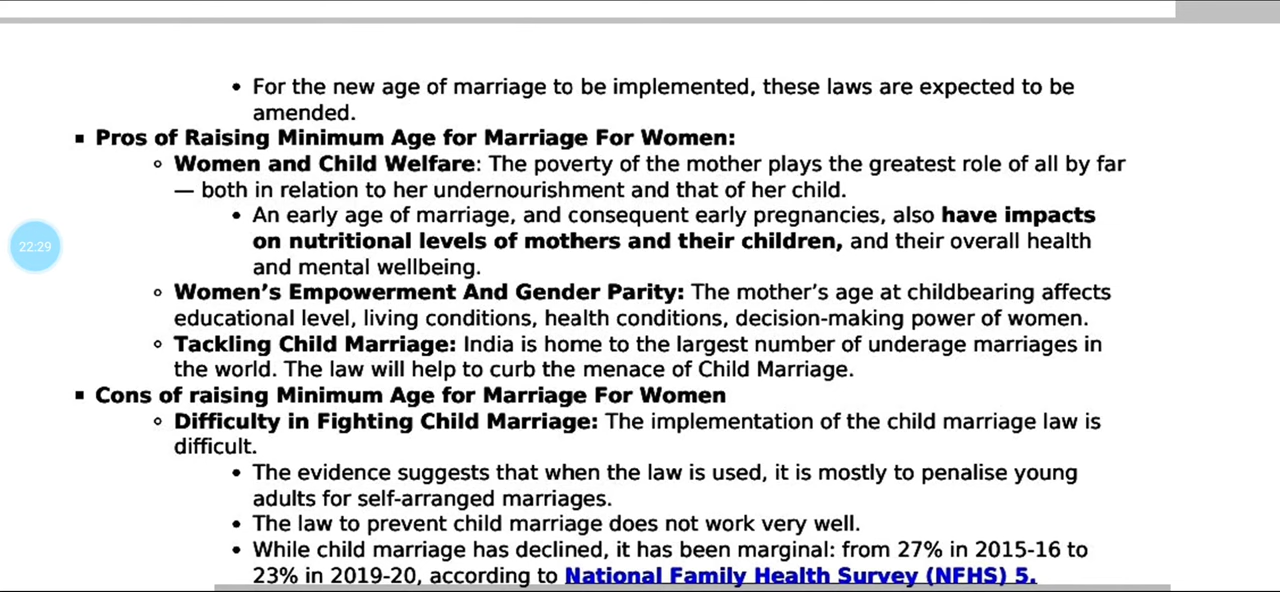 • For the new age of marriage to be implemented, these laws are expected to be
amended.
▪ Pros of Raising Minimum Age for Marriage For Women:
◦ Women and Child Welfare: The poverty of the mother plays the greatest role of all by far
— both in relation to her undernourishment and that of her child.
• An early age of marriage, and consequent early pregnancies, also have impacts
on nutritional levels of mothers and their children, and their overall health
22:29
and mental wellbeing.
◦ Women’s Empowerment And Gender Parity: The mother’s age at childbearing affects
educational level, living conditions, health conditions, decision-making power of women.
◦ Tackling Child Marriage: India is home to the largest number of underage marriages in
the world. The law will help to curb the menace of Child Marriage.
▪ Cons of raising Minimum Age for Marriage For Women
◦ Difficulty in Fighting Child Marriage: The implementation of the child marriage law is
difficult.
• The evidence suggests that when the law is used, it is mostly to penalise young
adults for self-arranged marriages.
• The law to prevent child marriage does not work very well.
• While child marriage has declined, it has been marginal: from 27% in 2015-16 to
23% in 2019-20, according to National Family Health Survey (NFHS) 5.